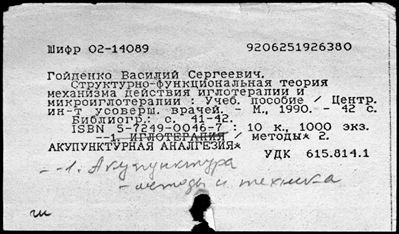 Шифр 02-14089 9206251926380
Гойденко Василий Сергеевич.
Структурно-функциональная теория
механизма действия иглотерапии и
микроиглотерапии : Учеб. пособие / Центр.
ин-т усоверш. врачей. - М., 1990. - 42 с.
Библиогр.: с. 41-42.
ISBN 5-7249-0046-7 : 10 к., 1000 экз.
--1. ИГЛОТЕРАПИЯ / методы* 2.
АКУПУНКТУРНАЯ АНАЛГЕЗИЯ*
УДК 615.814.1
--1. Акупунктура
- методы и техника